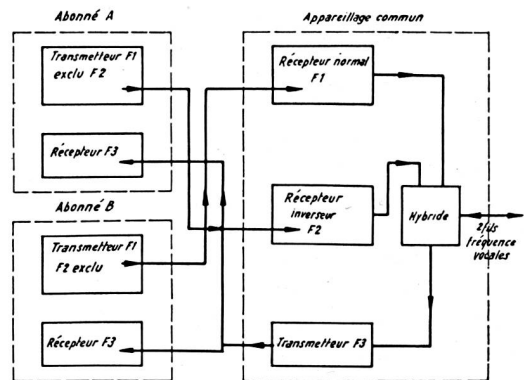 Abonné A
Appareillage commun
Transmetteur F1
exclu F2
Récepteur F3
Récepteur normal
F1
Abonné B
Transmetteur F1
F2 exclu
Récepteur F3
Récepteur
inverseur
F2
Hybride
2 fils
fréquence
vocales
Transmetteur F3